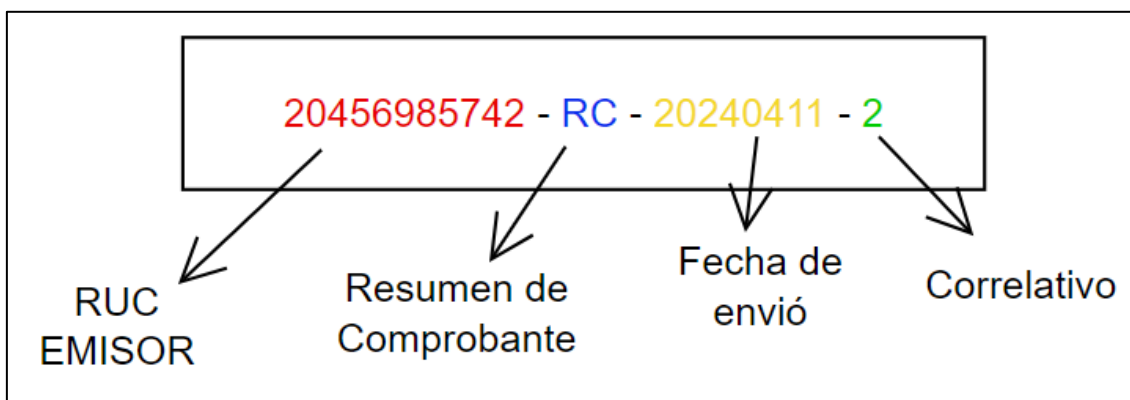 20456985742 - RC - 20240411 - 2
RUC
EMISOR
Resumen de
Comprobante
Fecha de
envió
Correlativo